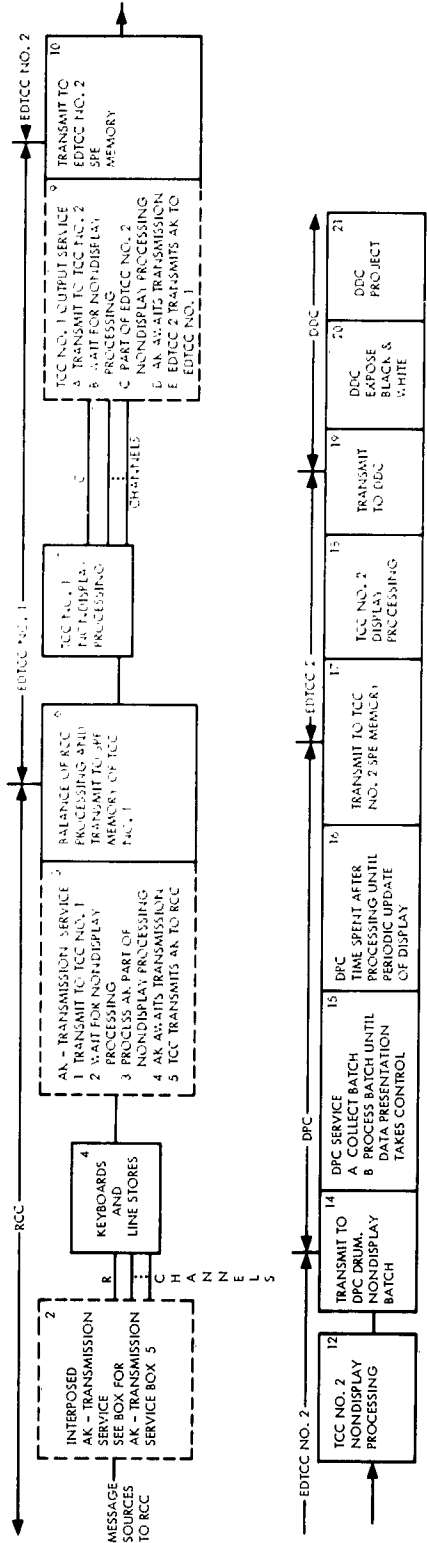 RCC
EDTCC NO. 1
EDTCC NO. 2
MESSAGE
SOURCES
TO RCC
2
INTERPOSED
AK - TRANSMISSION
SERVICE
SEE BOX FOR
AK - TRANSMISSION
SERVICE BOX 5
R
CHANNELS
4
KEYBOARDS
AND
LINE STORES
5
AK - TRANSMISSION SERVICE
1 TRANSMIT TO TCC NO. 1
2 WAIT FOR NONDISPLAY
PROCESSING
3 PROCESS AK PART OF
NONDISPLAY PROCESSING
4 AK AWAITS TRANSMISSION
5 TCC TRANSMITS AK TO RCC
6
BALANCE OF RCC
PROCESSING AND
TRANSMIT TO SPE
MEMORY OF TCC
NO. 1
TCC NO. 1
NONDISPLAY
PROCESSING
C
CHANNELS
9
TCC NO. 1 OUTPUT SERVICE
A TRANSMIT TO TCC NO. 2
B WAIT FOR NONDISPLAY
PROCESSING
C PART OF EDTCC NO. 2
NONDISPLAY PROCESSING
D AK AWAITS TRANSMISSION
E EDTCC 2 TRANSMITS AK TO
EDTCC NO. 1
10
TRANSMIT TO
EDTCC NO. 2
SPE
MEMORY
EDTCC NO. 2
DPC
EDTCC 2
DDC
12
TCC NO. 2
NONDISPLAY
PROCESSING
14
TRANSMIT TO
DPC DRUM.
NONDISPLAY
BATCH
15
DPC SERVICE
A COLLECT BATCH
B PROCESS BATCH UNTIL
DATA PRESENTATION
TAKES CONTROL
16
DPC
TIME SPENT AFTER
PROCESSING UNTIL
PERIODIC UPDATE
OF DISPLAY
17
TRANSMIT TO TCC
NO. 2 SPE MEMORY
18
TCC NO. 2
DISPLAY
PROCESSING
19
TRANSMIT
TO DDC
20
DDC
EXPOSE
BLACK &
WHITE
21
DDC
PROJECT